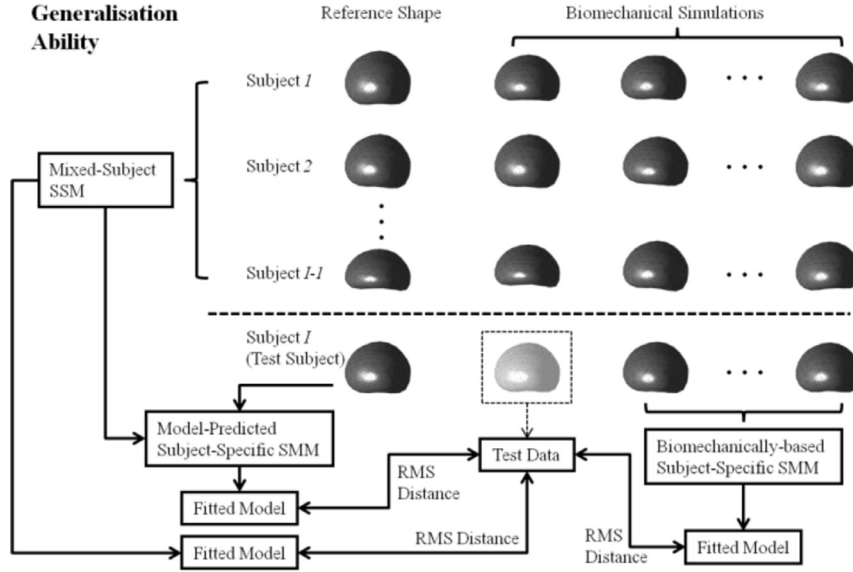 Generalisation
Ability
Reference Shape
Biomechanical Simulations
Subject 1
Subject 2
Subject I-1
Mixed-Subject
SSM
Subject I
(Test Subject)
Model-Predicted
Subject-Specific SMM
Test Data
Biomechanically-based
Subject-Specific SMM
RMS
Distance
Fitted Model
RMS Distance
Fitted Model
RMS
Distance
Fitted Model